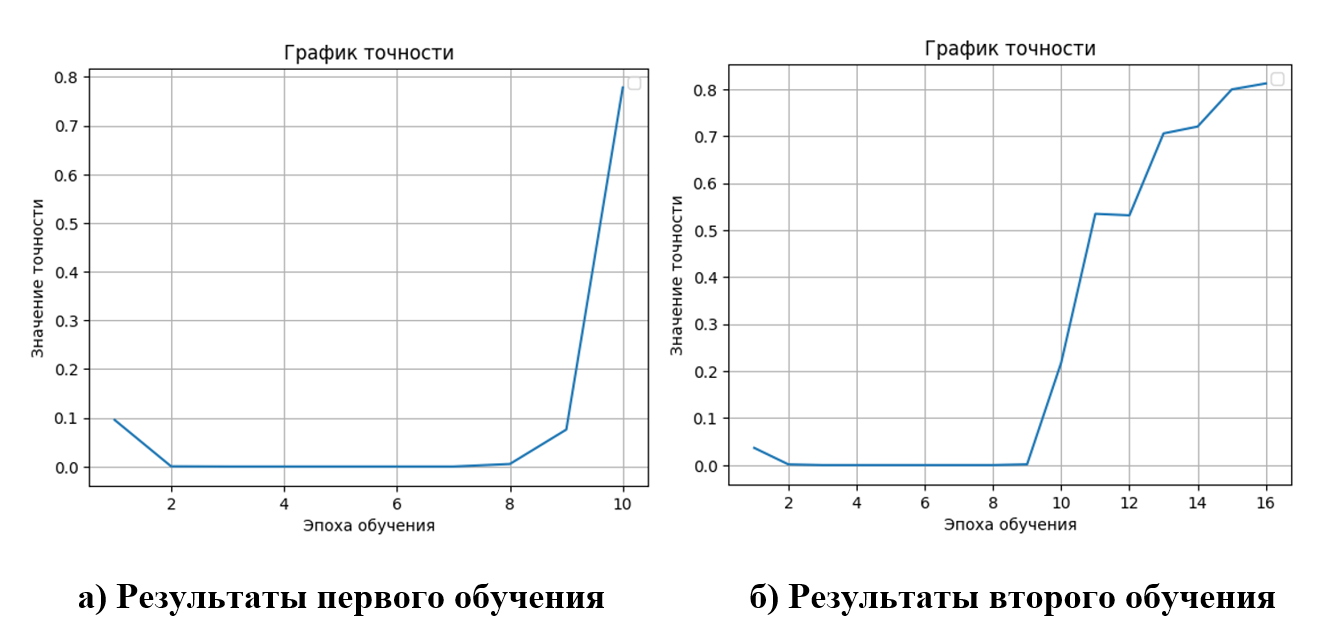 График точности
0.8
0.7
0.6
0.5
0.4
0.3
0.2
0.1
0.0
Значение точности
2 4 6 8 10
Эпоха обучения
а) Результаты первого обучения
График точности
0.8
0.7
0.6
0.5
0.4
0.3
0.2
0.1
0.0
Значение точности
2 4 6 8 10 12 14 16
Эпоха обучения
б) Результаты второго обучения